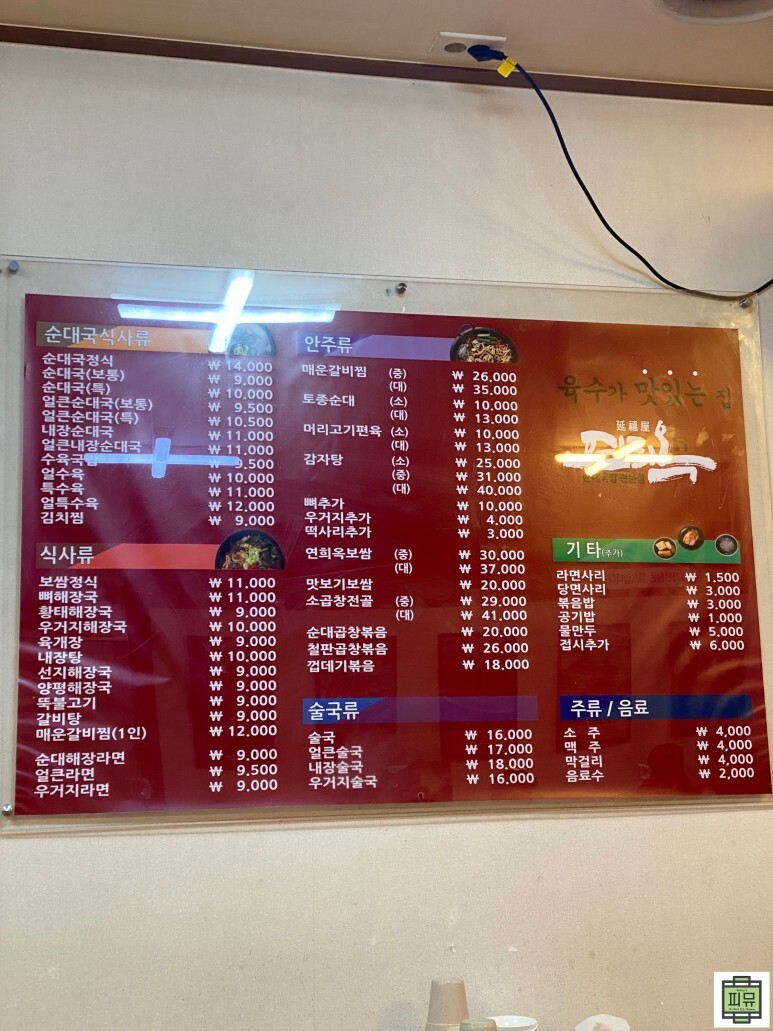 순대국식사류
순대국정식 ₩ 14,000
순대국(보통) ₩ 9,000
순대국(특) ₩ 10,000
얼큰순대국(보통) ₩ 9,500
얼큰순대국(특) ₩ 10,500
내장순대국 ₩ 11,000
얼큰내장순대국 ₩ 11,000
수육국밥 9,500
얼수육 ₩ 10,000
특수육 ₩ 11,000
얼특수육 ₩ 12,000
김치찜 ₩ 9,000
식사류
보쌈정식 ₩ 11,000
뼈해장국 ₩ 11,000
황태해장국 ₩ 9,000
우거지해장국 ₩ 10,000
육개장 ₩ 9,000
내장탕 ₩ 10,000
선지해장국 ₩ 9,000
양평해장국 ₩ 9,000
뚝불고기 ₩ 9,000
갈비탕 ₩ 9,000
매운갈비찜(1인) ₩ 12,000
순대해장라면 ₩ 9,000
얼큰라면 ₩ 9,500
우거지라면 ₩ 9,000
안주류
매운갈비찜 (중) ₩ 26,000
(대) ₩ 35,000
토종순대 (소) ₩ 10,000
(대) ₩ 13,000
머리고기편육 (소) ₩ 10,000
(대) ₩ 13,000
감자탕 (소) ₩ 25,000
(중) ₩ 31,000
(대) ₩ 40,000
뼈추가 ₩ 10,000
우거지추가 ₩ 4,000
떡사리추가 ₩ 3,000
연희옥보쌈 (중) ₩ 30,000
(대) ₩ 37,000
맛보기보쌈 ₩ 20,000
소곱창전골 (중) ₩ 29,000
(대) ₩ 41,000
순대곱창볶음 ₩ 20,000
철판곱창볶음 ₩ 26,000
껍데기볶음 ₩ 18,000
술국류
술국 ₩ 16,000
얼큰술국 ₩ 17,000
내장술국 ₩ 18,000
우거지술국 ₩ 16,000
육수가 맛있는 집
延禧屋
기타(추가)
라면사리 ₩ 1,500
당면사리 ₩ 3,000
볶음밥 ₩ 3,000
공기밥 ₩ 1,000
물만두 ₩ 5,000
접시추가 ₩ 6,000
주류 / 음료
소 주 ₩ 4,000
맥 주 ₩ 4,000
막걸리 ₩ 4,000
음료수 ₩ 2,000
피뮤